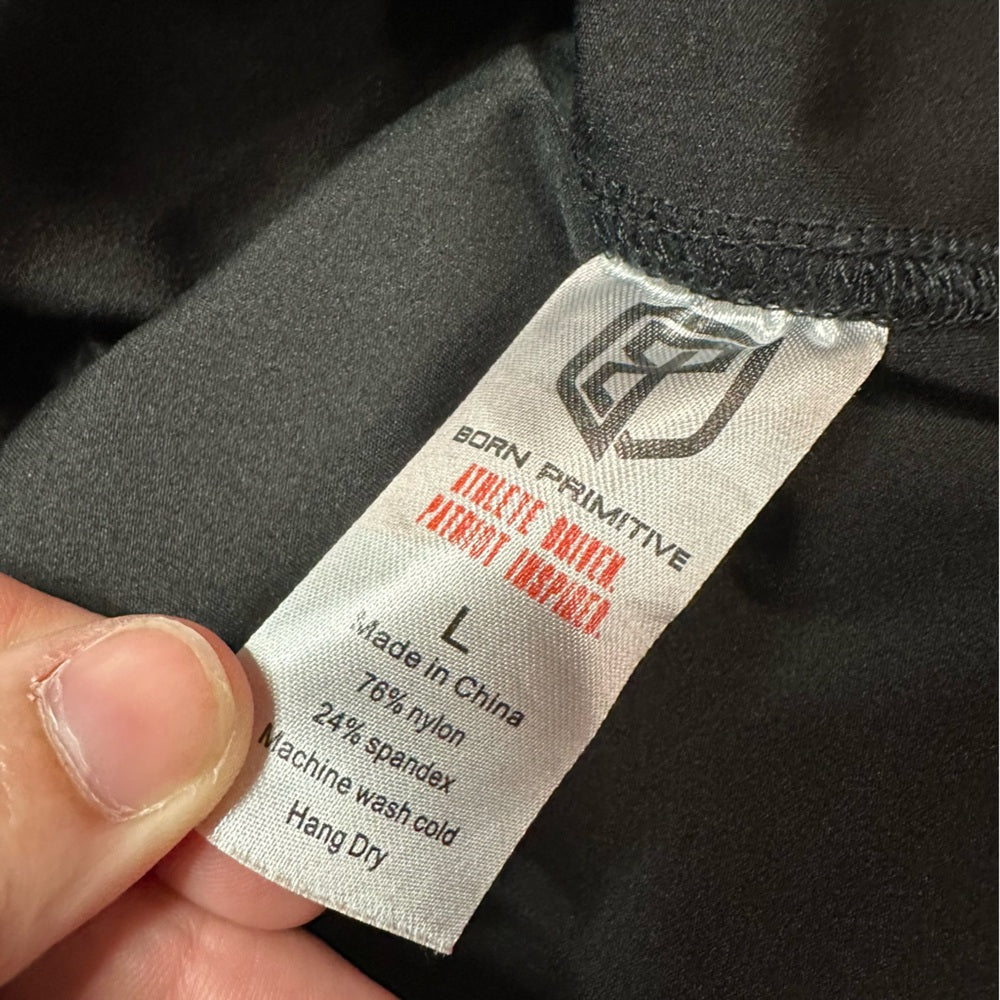 BORN PRIMITIVE
ATHLETE DRIVEN.
PATRIOT INSPIRED.
L
Made in China
76% nylon
24% spandex
Machine wash cold
Hang Dry